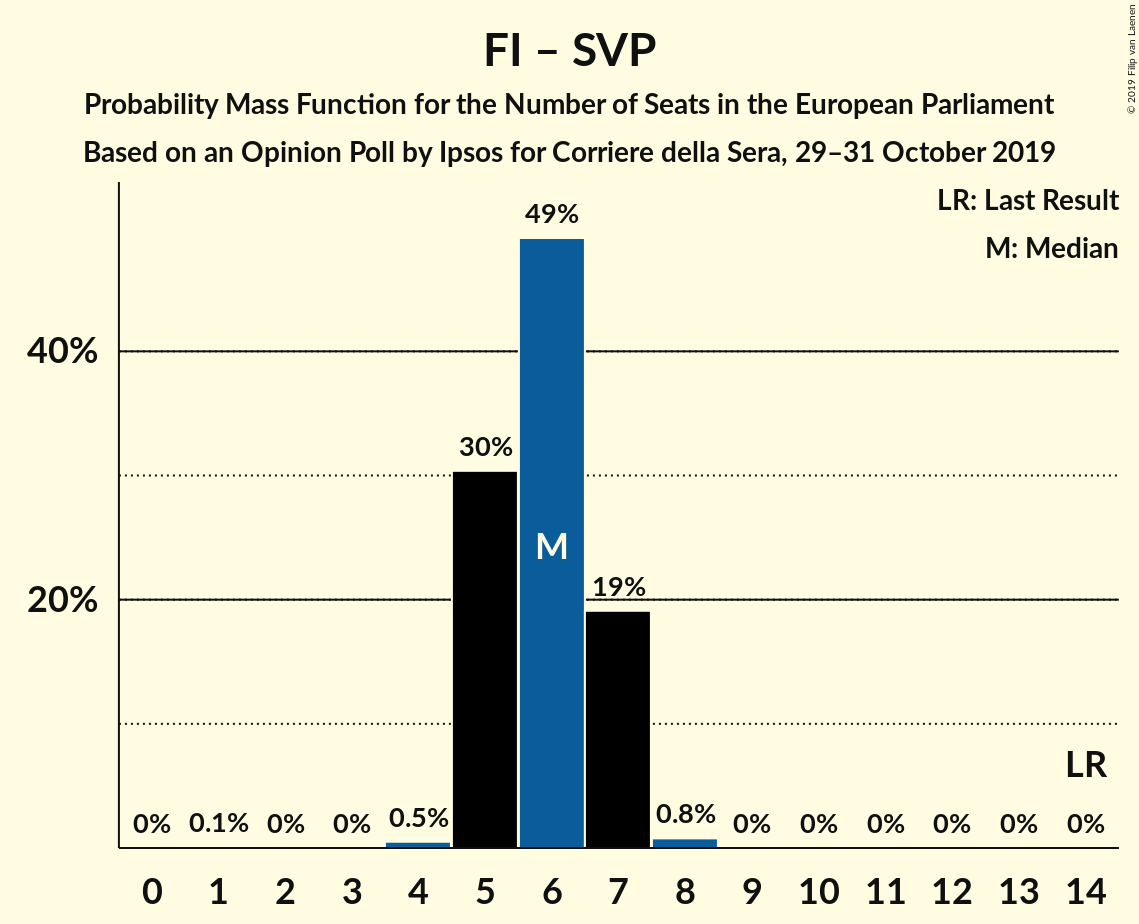 FI – SVP
Probability Mass Function for the Number of Seats in the European Parliament
Based on an Opinion Poll by Ipsos for Corriere della Sera, 29–31 October 2019
© 2019 Filip van Laenen
LR: Last Result
M: Median
49%
40%
30%
M
20%
19%
LR
0% 0.1% 0% 0% 0.5% 0.8% 0% 0% 0% 0% 0% 0%
0 1 2 3 4 5 6 7 8 9 10 11 12 13 14